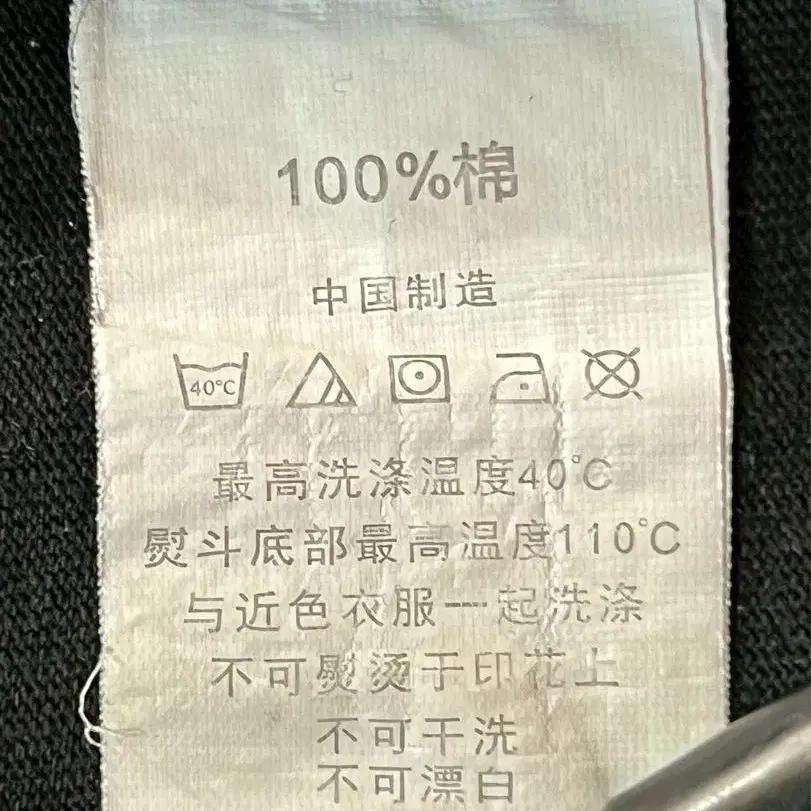 100%棉
中国制造
40°C
最高洗涤温度40°C
熨斗底部最高温度110°C
与近色衣服一起洗涤
不可熨烫于印花上
不可干洗
不可漂白